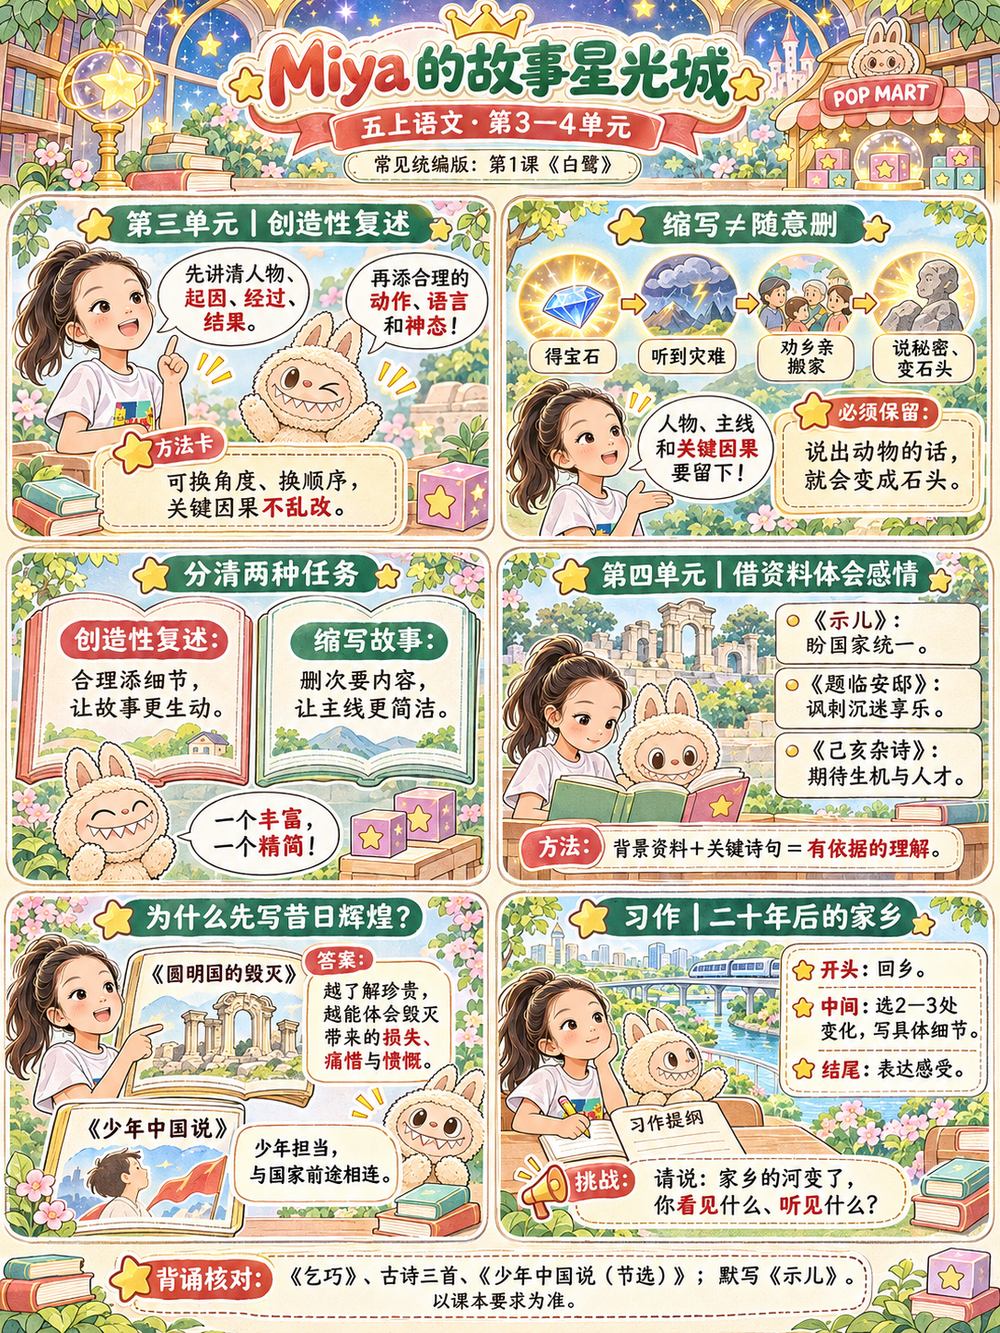 Miya的故事星光城
POP MART
五上语文·第3—4单元
常见统编版：第1课《白鹭》
第三单元｜创造性复述
先讲清人物、
起因、经过、
结果。
再添合理的
动作、语言
和神态！
方法卡
可换角度、换顺序，
关键因果不乱改。
缩写≠随意删
得宝石
听到灾难
劝乡亲
搬家
说秘密、
变石头
人物、主线
和关键因果
要留下！
必须保留：
说出动物的话，
就会变成石头。
分清两种任务
创造性复述：
合理添细节，
让故事更生动。
缩写故事：
删次要内容，
让主线更简洁。
一个丰富，
一个精简！
第四单元｜借资料体会感情
《示儿》：
盼国家统一。
《题临安邸》：
讽刺沉迷享乐。
《己亥杂诗》：
期待生机与人才。
方法：
背景资料＋关键诗句＝有依据的理解。
为什么先写昔日辉煌？
《圆明园的毁灭》
答案：
越了解珍贵，
越能体会毁灭
带来的损失、
痛惜与愤慨。
《少年中国说》
少年担当，
与国家前途相连。
习作｜二十年后的家乡
开头：回乡。
中间：选2—3处
变化，写具体细节。
结尾：表达感受。
习作提纲
挑战：
请说：家乡的河变了，
你看见什么、听见什么？
背诵核对：
《乞巧》、古诗三首、《少年中国说（节选）》；默写《示儿》。
以课本要求为准。